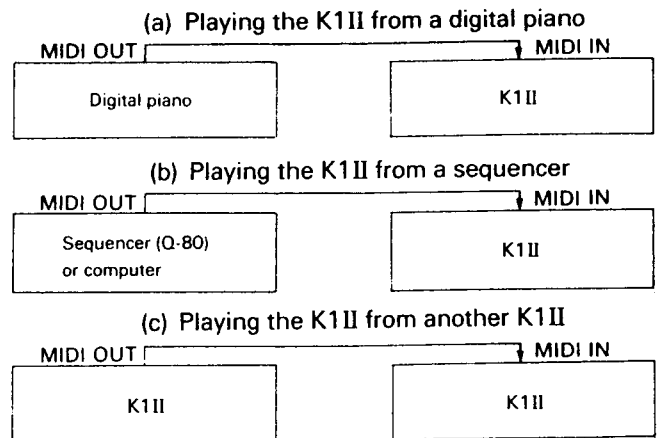 (a) Playing the K1II from a digital piano
MIDI OUT MIDI IN
Digital piano K1II
(b) Playing the K1II from a sequencer
MIDI OUT MIDI IN
Sequencer (Q-80)
or computer
K1II
(c) Playing the K1II from another K1II
MIDI OUT MIDI IN
K1II K1II